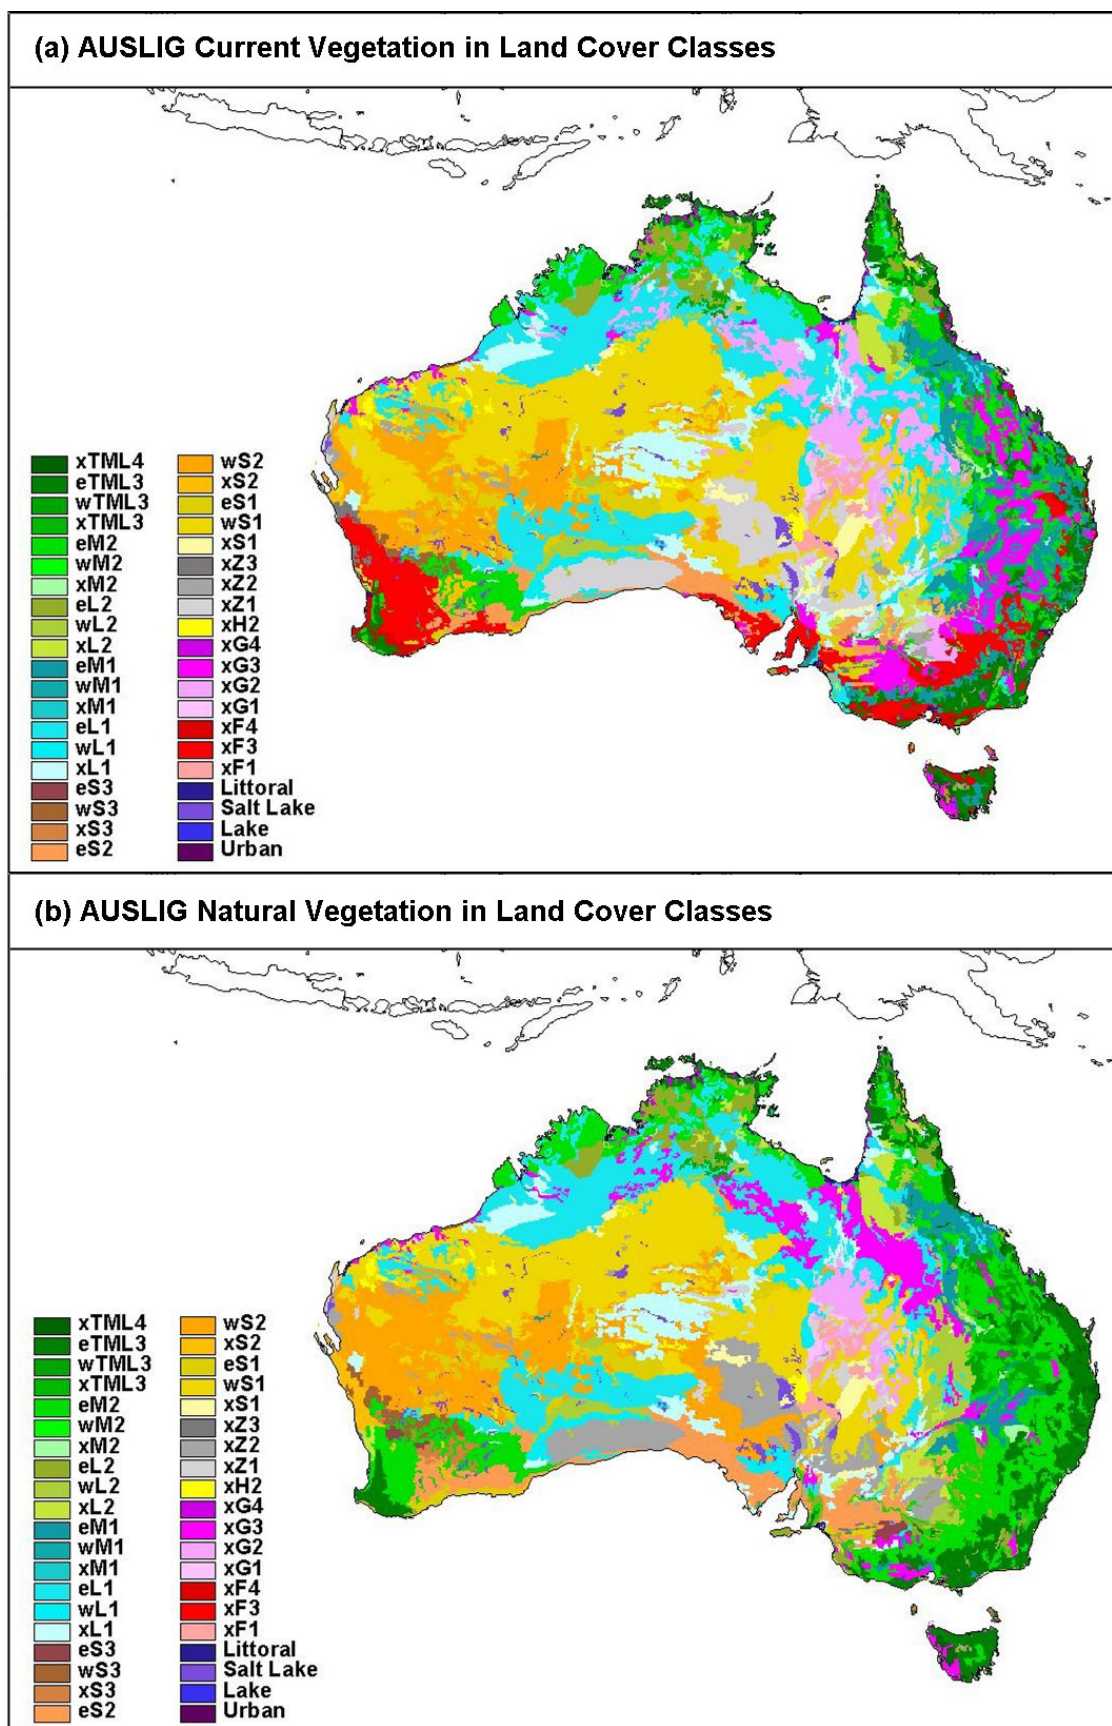 (a) AUSLIG Current Vegetation in Land Cover Classes
xTML4
eTML3
wTML3
xTML3
eM2
wM2
xM2
eL2
wL2
xL2
eM1
wM1
xM1
eL1
wL1
xL1
eS3
wS3
xS3
eS2
wS2
xS2
eS1
wS1
xS1
xZ3
xZ2
xZ1
xH2
xG4
xG3
xG2
xG1
xF4
xF3
xF1
Littoral
Salt Lake
Lake
Urban
(b) AUSLIG Natural Vegetation in Land Cover Classes
xTML4
eTML3
wTML3
xTML3
eM2
wM2
xM2
eL2
wL2
xL2
eM1
wM1
xM1
eL1
wL1
xL1
eS3
wS3
xS3
eS2
wS2
xS2
eS1
wS1
xS1
xZ3
xZ2
xZ1
xH2
xG4
xG3
xG2
xG1
xF4
xF3
xF1
Littoral
Salt Lake
Lake
Urban